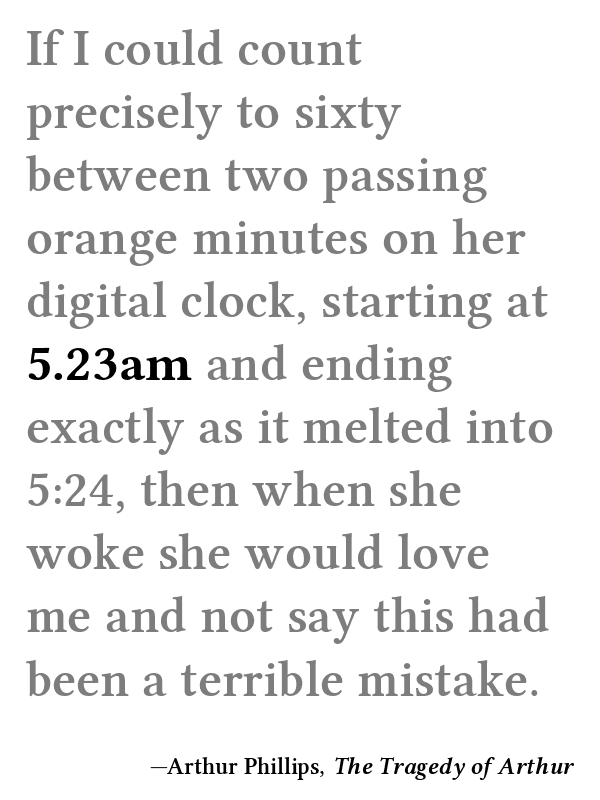 If I could count
precisely to sixty
between two passing
orange minutes on her
digital clock, starting at
5.23am and ending
exactly as it melted into
5:24, then when she
woke she would love
me and not say this had
been a terrible mistake.
—Arthur Phillips, The Tragedy of Arthur